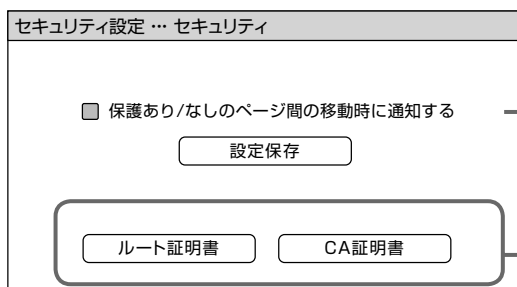 セキュリティ設定 … セキュリティ
保護あり/なしのページ間の移動時に通知する
設定保存
ルート証明書 CA証明書